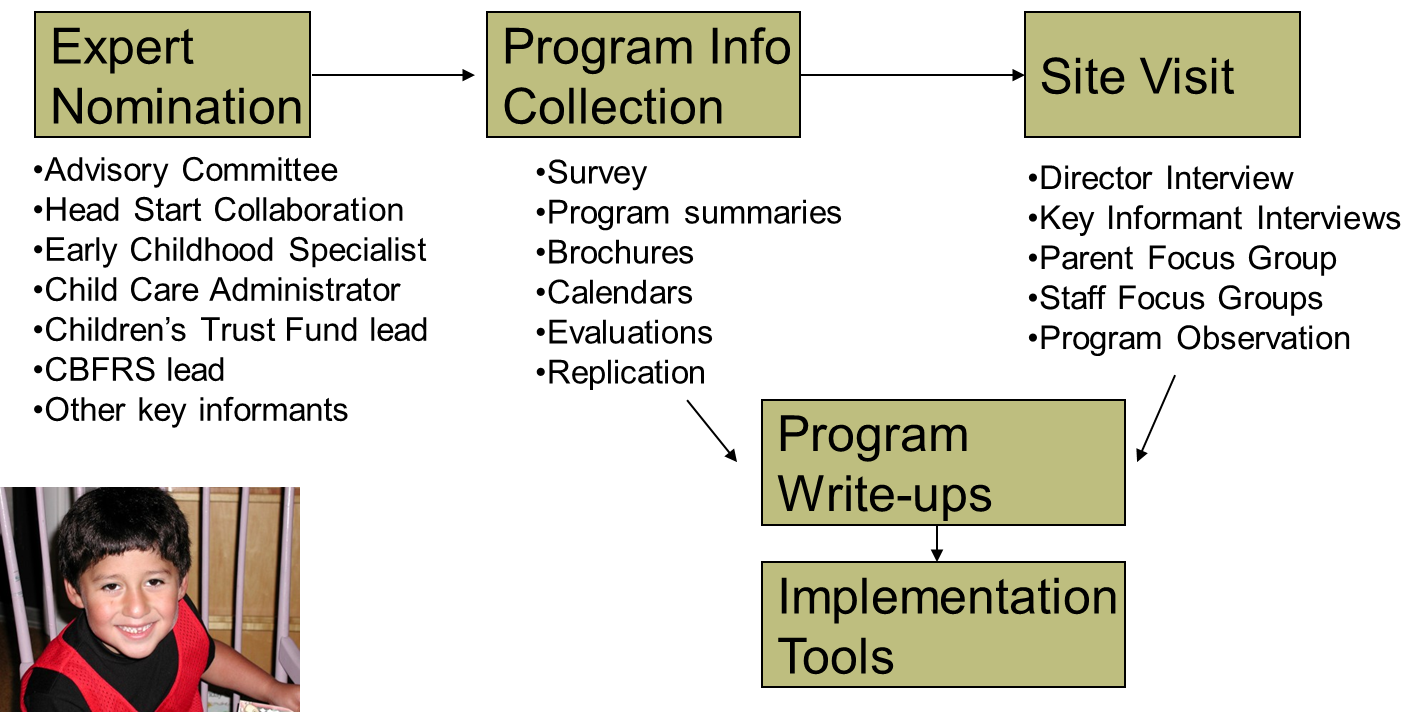 Expert
Nomination
•Advisory Committee
•Head Start Collaboration
•Early Childhood Specialist
•Child Care Administrator
•Children’s Trust Fund lead
•CBFRS lead
•Other key informants
Program Info
Collection
•Survey
•Program summaries
•Brochures
•Calendars
•Evaluations
•Replication
Site Visit
•Director Interview
•Key Informant Interviews
•Parent Focus Group
•Staff Focus Groups
•Program Observation
Program
Write-ups
Implementation
Tools